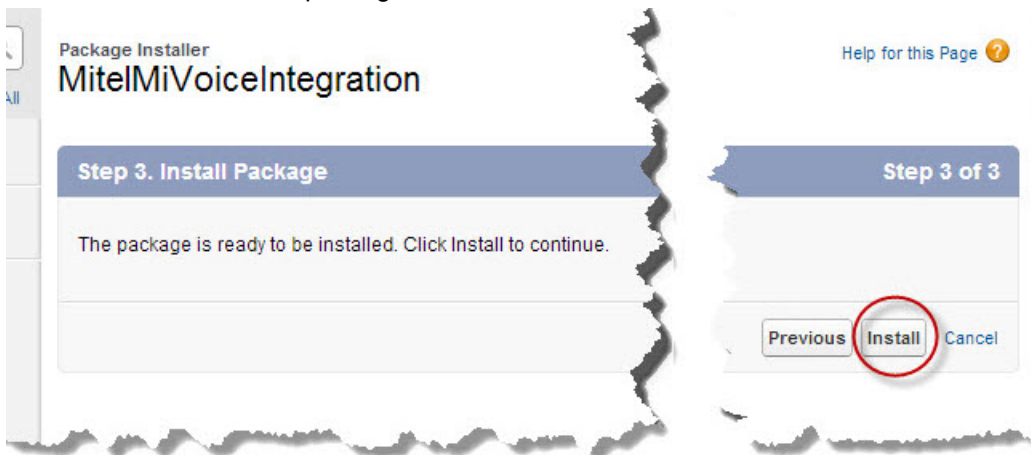 Package Installer
Help for this Page
MitelMiVoiceIntegration
All
Step 3. Install Package
Step 3 of 3
The package is ready to be installed. Click Install to continue.
Previous Install Cancel